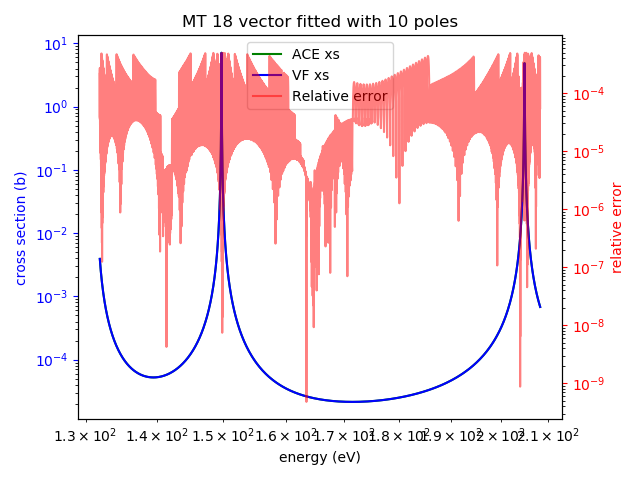 MT 18 vector fitted with 10 poles
ACE xs
VF xs
Relative error
cross section (b)
10¹
10⁰
10⁻¹
10⁻²
10⁻³
10⁻⁴
10⁻⁴
10⁻⁵
10⁻⁶
10⁻⁷
10⁻⁸
10⁻⁹
relative error
1.3 × 10² 1.4 × 10² 1.5 × 10² 1.6 × 10² 1.7 × 10² 1.8 × 10² 1.9 × 10² 2 × 10² 2.1 × 10²
energy (eV)